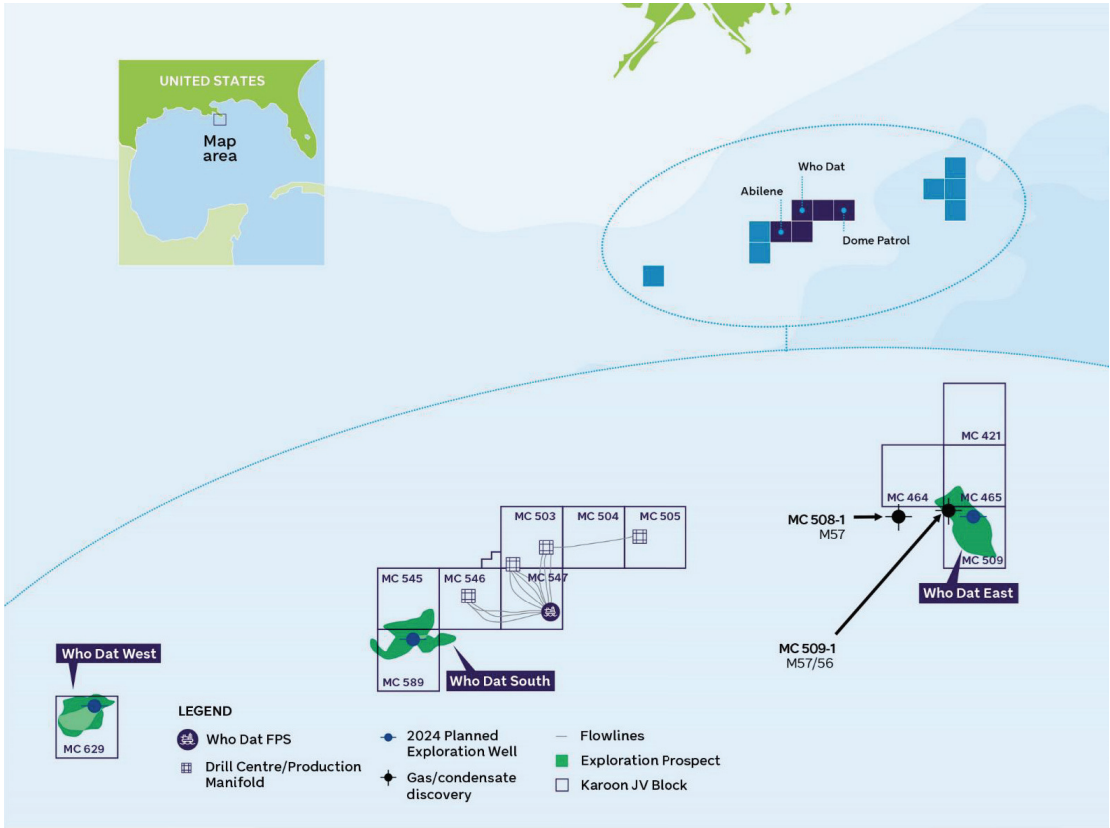 UNITED STATES
Map
area
Who Dat
Abilene
Dome Patrol
MC 421
MC 464
MC 465
MC 503
MC 504
MC 505
MC 508-1
M57
MC 509
MC 545
MC 546
MC 547
Who Dat East
MC 509-1
M57/56
Who Dat West
Who Dat South
MC 589
MC 629
LEGEND
Who Dat FPS
Drill Centre/Production
Manifold
2024 Planned
Exploration Well
Gas/condensate
discovery
Flowlines
Exploration Prospect
Karoon JV Block